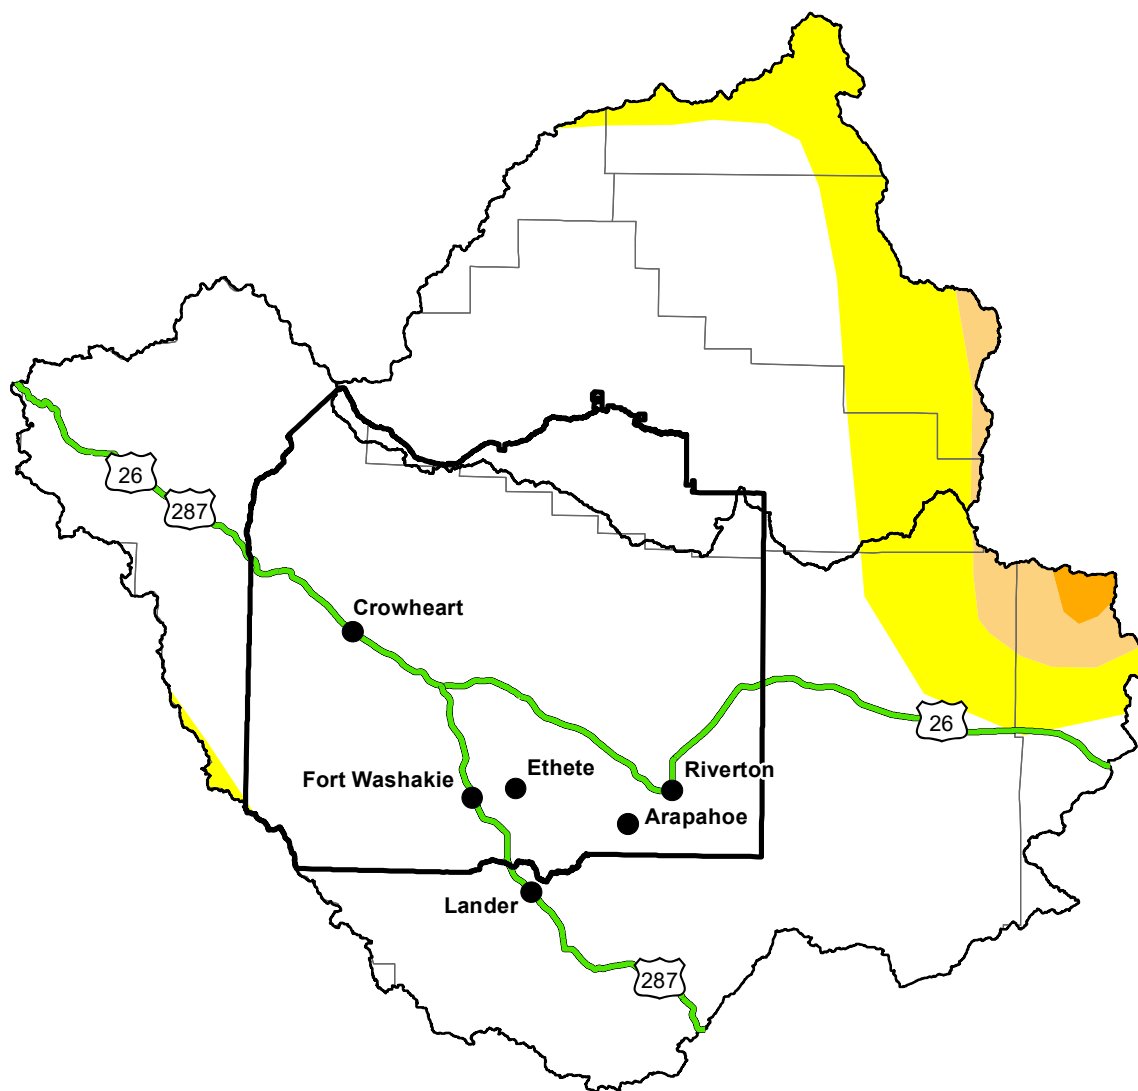 26
287
Crowheart
26
Ethete
Fort Washakie
Riverton
Arapahoe
Lander
287